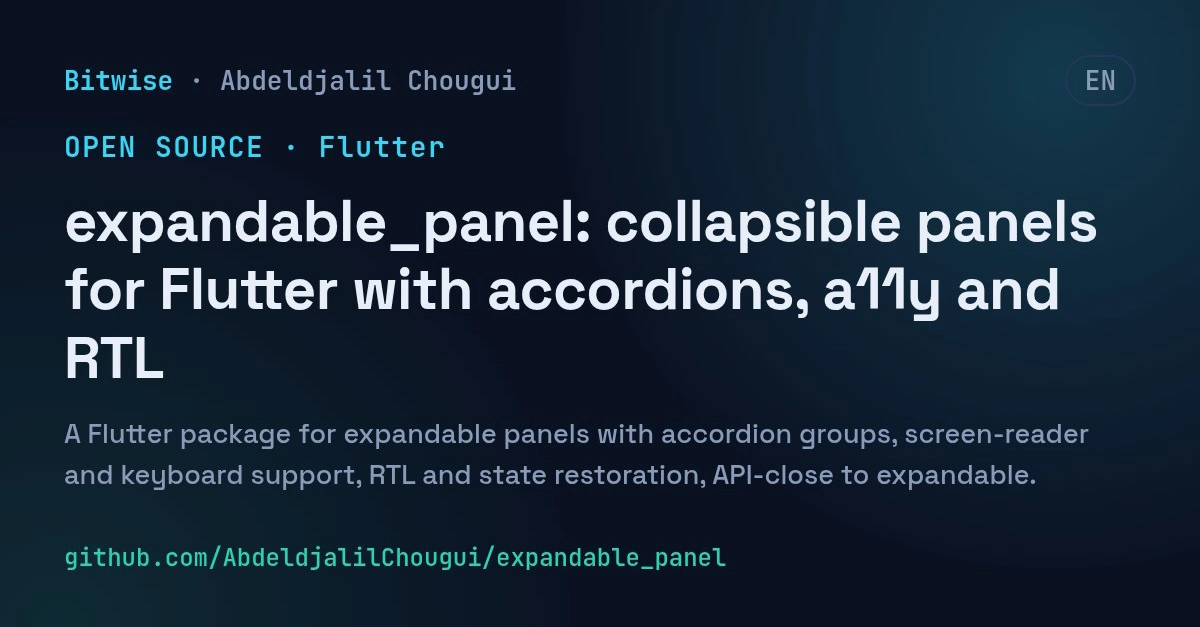 Bitwise · Abdeldjalil Chougui
EN
OPEN SOURCE · Flutter
expandable_panel: collapsible panels
for Flutter with accordions, a11y and
RTL
A Flutter package for expandable panels with accordion groups, screen-reader
and keyboard support, RTL and state restoration, API-close to expandable.
github.com/AbdeldjalilChougui/expandable_panel